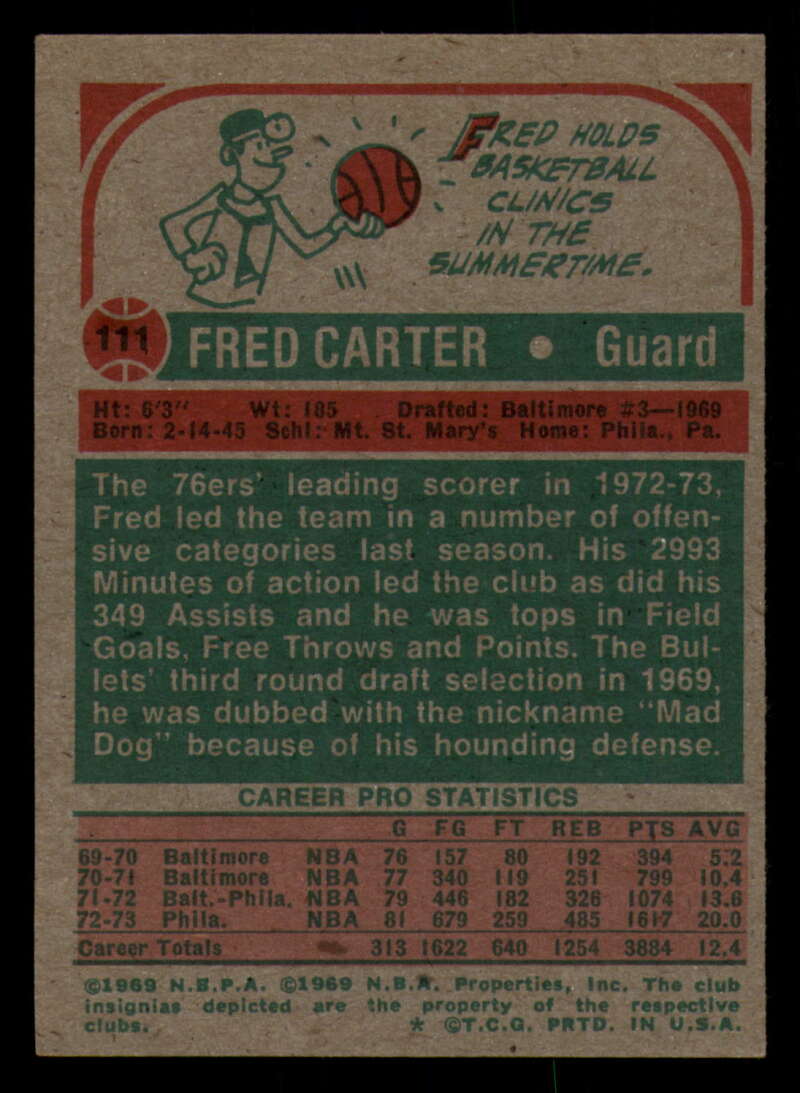 FRED HOLDS
BASKETBALL
CLINICS
IN THE
SUMMERTIME.
111 FRED CARTER • Guard
Ht: 6'3" Wt: 185 Drafted: Baltimore #3—1969
Born: 2-14-45 Schl: Mt. St. Mary's Home: Phila., Pa.
The 76ers' leading scorer in 1972-73,
Fred led the team in a number of offen-
sive categories last season. His 2993
Minutes of action led the club as did his
349 Assists and he was tops in Field
Goals, Free Throws and Points. The Bul-
lets' third round draft selection in 1969,
he was dubbed with the nickname "Mad
Dog" because of his hounding defense.
CAREER PRO STATISTICS
G FG FT REB PTS AVG
69-70 Baltimore NBA 76 157 80 192 394 5.2
70-71 Baltimore NBA 77 340 119 251 799 10.4
71-72 Balt.-Phila. NBA 79 446 182 326 1074 13.6
72-73 Phila. NBA 81 679 259 485 1617 20.0
Career Totals 313 1622 640 1254 3884 12.4
©1969 N.B.P.A. ©1969 N.B.A. Properties, Inc. The club
insignias depicted are the property of the respective
clubs. * ©T.C.G. PRTD. IN U.S.A.